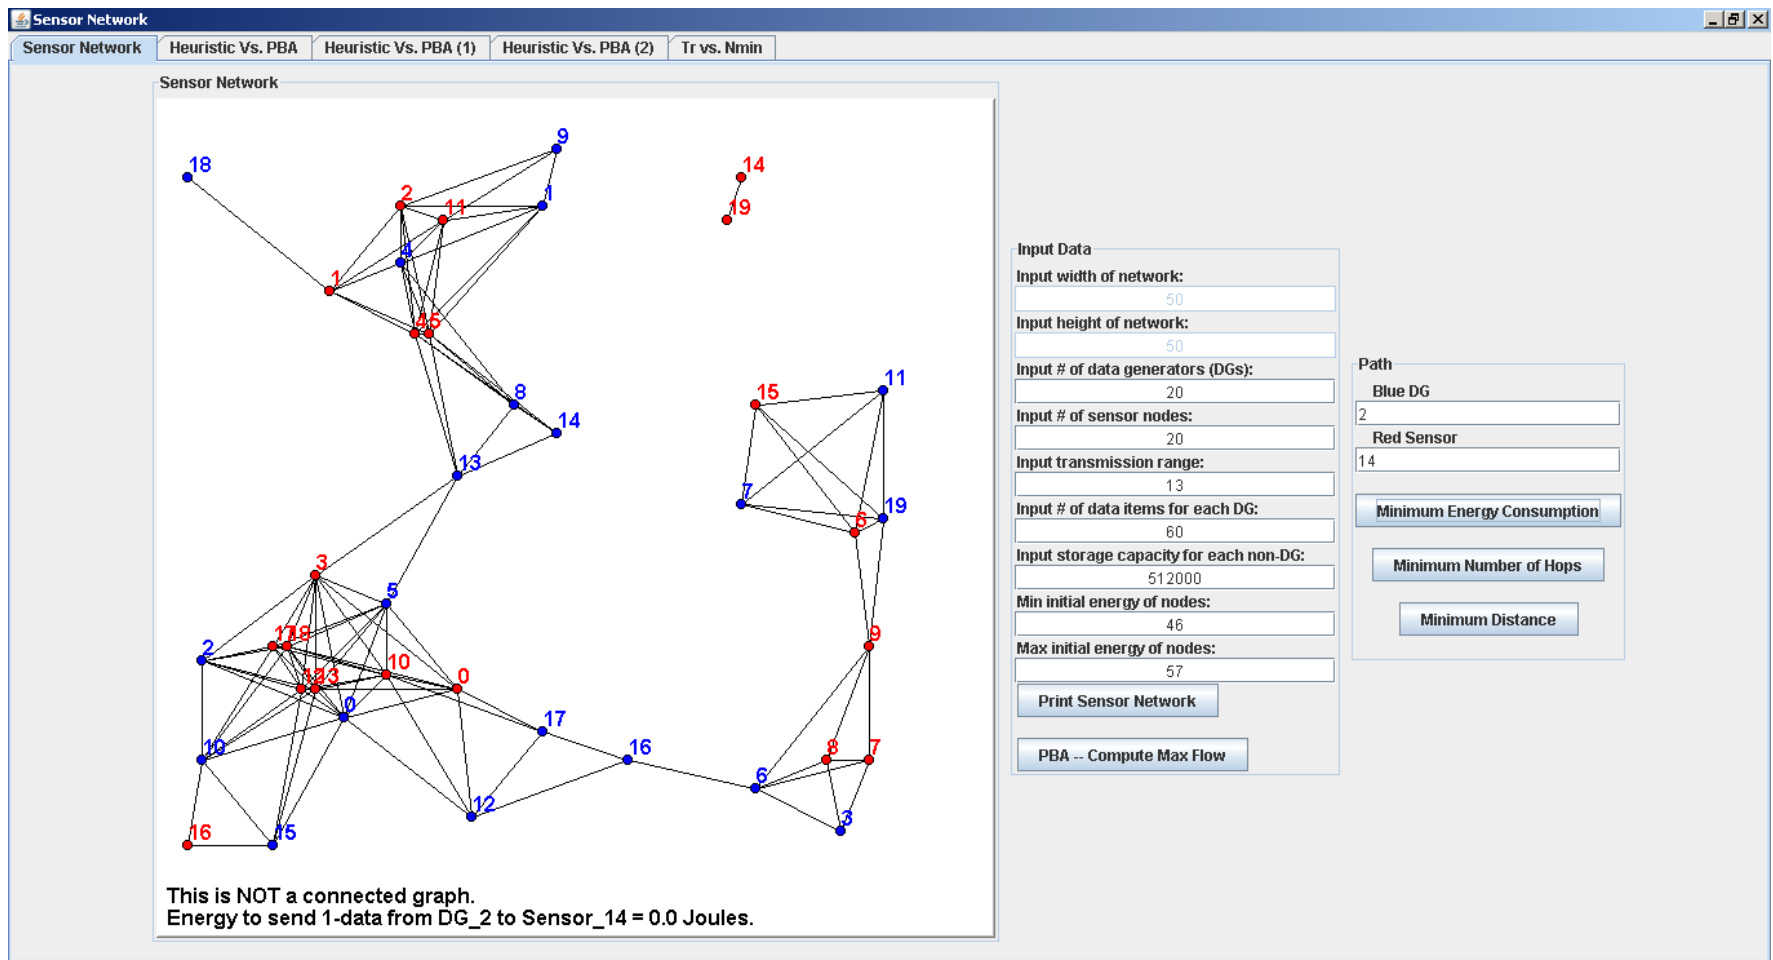 Sensor Network
Sensor Network
Heuristic Vs. PBA
Heuristic Vs. PBA (1)
Heuristic Vs. PBA (2)
Tr vs. Nmin
Sensor Network
9
18
14
2
1
11
19
4
1
4
5
8
15
11
14
13
7
19
6
3
5
17
18
2
9
10
0
12
13
0
17
10
16
8
7
6
12
3
16
15
This is NOT a connected graph.
Energy to send 1-data from DG_2 to Sensor_14 = 0.0 Joules.
Input Data
Input width of network:
50
Input height of network:
50
Input # of data generators (DGs):
20
Input # of sensor nodes:
20
Input transmission range:
13
Input # of data items for each DG:
60
Input storage capacity for each non-DG:
512000
Min initial energy of nodes:
46
Max initial energy of nodes:
57
Print Sensor Network
PBA -- Compute Max Flow
Path
Blue DG
2
Red Sensor
14
Minimum Energy Consumption
Minimum Number of Hops
Minimum Distance